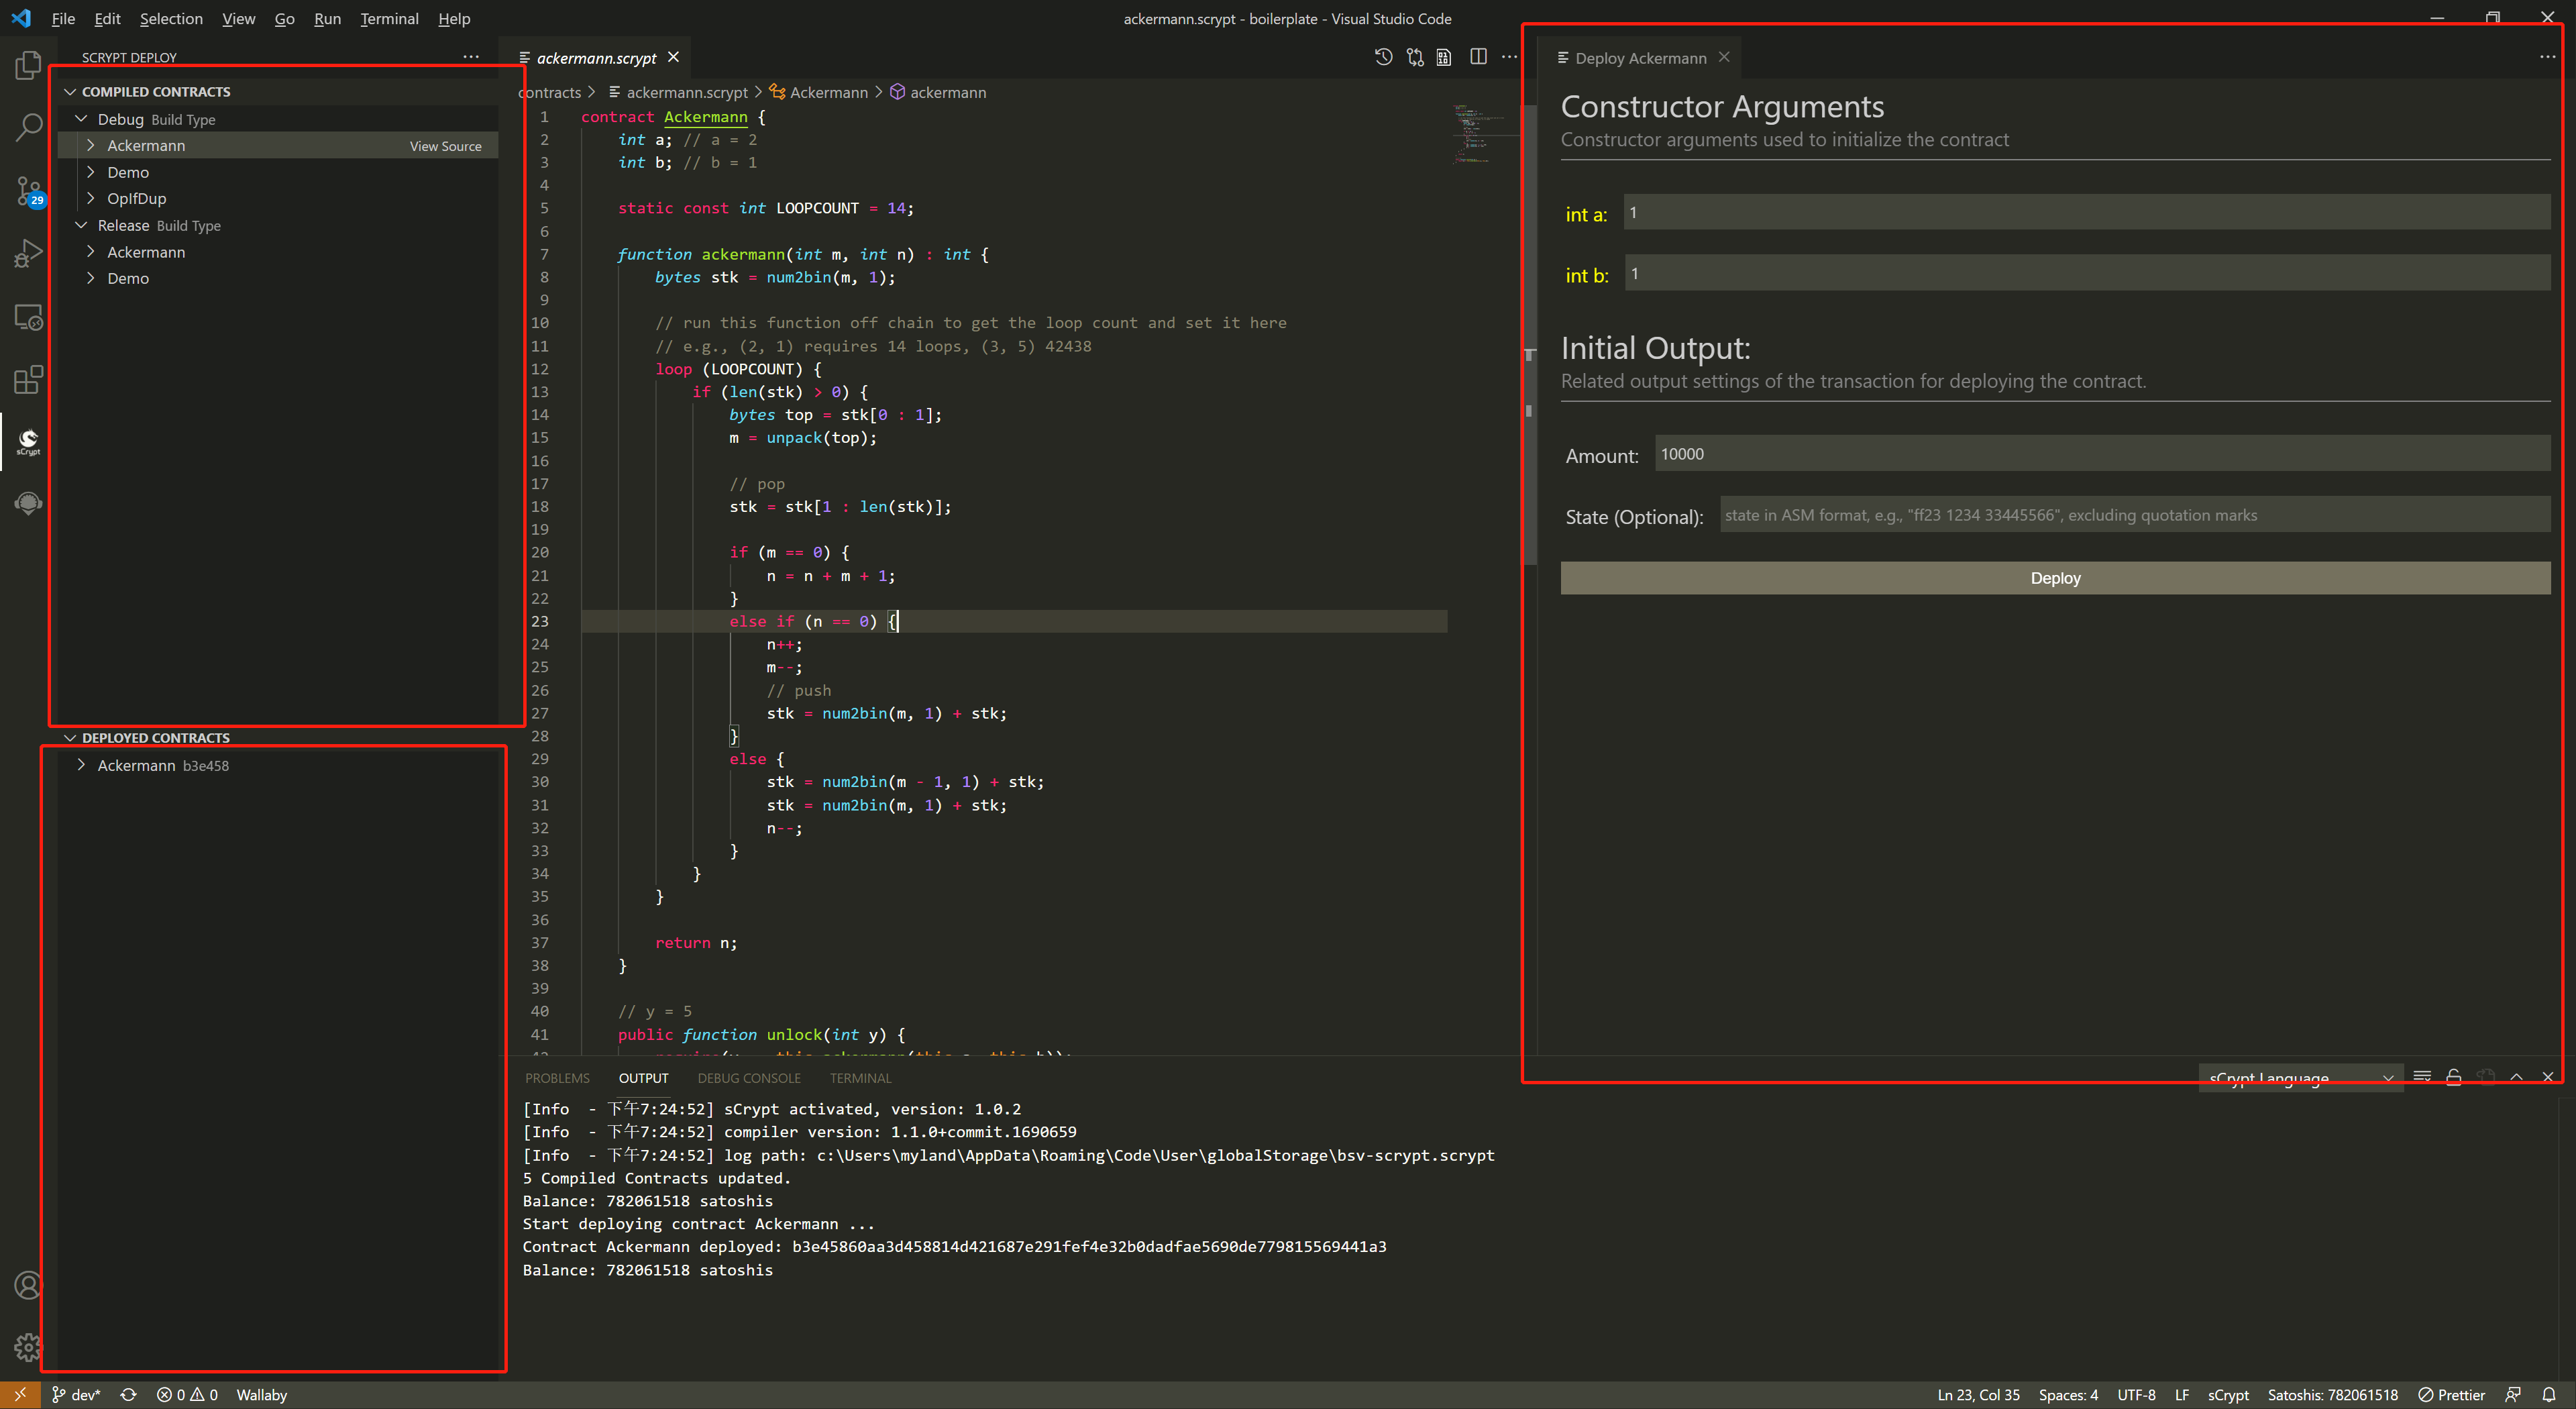 File Edit Selection View Go Run Terminal Help
ackermann.scrypt - boilerplate - Visual Studio Code
SCRYPT DEPLOY
COMPILED CONTRACTS
Debug Build Type
Ackermann View Source
Demo
OpIfDup
Release Build Type
Ackermann
Demo
29
sCrypt
DEPLOYED CONTRACTS
Ackermann b3e458
ackermann.scrypt
contracts > ackermann.scrypt > Ackermann > ackermann
1 contract Ackermann {
2 int a; // a = 2
3 int b; // b = 1
4
5 static const int LOOPCOUNT = 14;
6
7 function ackermann(int m, int n) : int {
8 bytes stk = num2bin(m, 1);
9
10 // run this function off chain to get the loop count and set it here
11 // e.g., (2, 1) requires 14 loops, (3, 5) 42438
12 loop (LOOPCOUNT) {
13 if (len(stk) > 0) {
14 bytes top = stk[0 : 1];
15 m = unpack(top);
16
17 // pop
18 stk = stk[1 : len(stk)];
19
20 if (m == 0) {
21 n = n + m + 1;
22 }
23 else if (n == 0) {
24 n++;
25 m--;
26 // push
27 stk = num2bin(m, 1) + stk;
28 }
29 else {
30 stk = num2bin(m - 1, 1) + stk;
31 stk = num2bin(m, 1) + stk;
32 n--;
33 }
34 }
35 }
36
37 return n;
38 }
39
40 // y = 5
41 public function unlock(int y) {
Deploy Ackermann
Constructor Arguments
Constructor arguments used to initialize the contract
int a: 1
int b: 1
Initial Output:
Related output settings of the transaction for deploying the contract.
Amount: 10000
State (Optional): state in ASM format, e.g., "ff23 1234 33445566", excluding quotation marks
Deploy
PROBLEMS OUTPUT DEBUG CONSOLE TERMINAL
sCrypt Language
[Info  - 下午7:24:52] sCrypt activated, version: 1.0.2
[Info  - 下午7:24:52] compiler version: 1.1.0+commit.1690659
[Info  - 下午7:24:52] log path: c:\Users\myland\AppData\Roaming\Code\User\globalStorage\bsv-scrypt.scrypt
5 Compiled Contracts updated.
Balance: 782061518 satoshis
Start deploying contract Ackermann ...
Contract Ackermann deployed: b3e45860aa3d458814d421687e291fef4e32b0dadfae5690de779815569441a3
Balance: 782061518 satoshis
dev* 0 0 Wallaby
Ln 23, Col 35 Spaces: 4 UTF-8 LF sCrypt Satoshis: 782061518 Prettier